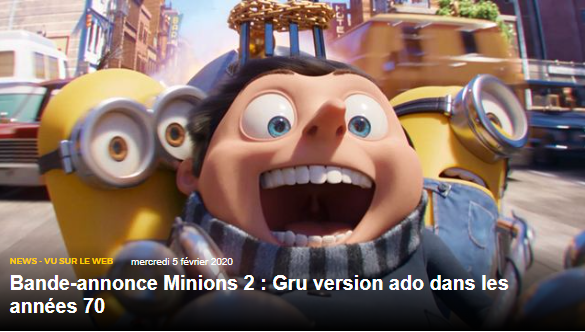 NEWS - VU SUR LE WEB mercredi 5 février 2020
Bande-annonce Minions 2 : Gru version ado dans les
années 70